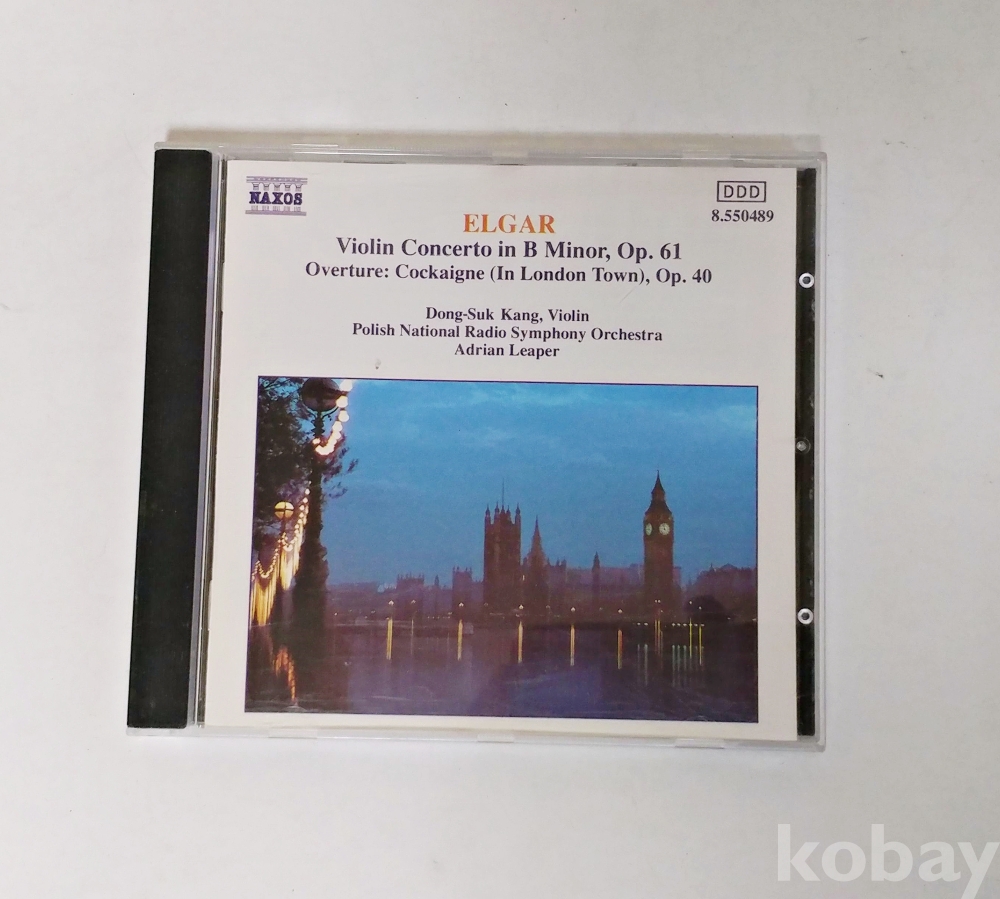 NAXOS
DDD
8.550489
ELGAR
Violin Concerto in B Minor, Op. 61
Overture: Cockaigne (In London Town), Op. 40
Dong-Suk Kang, Violin
Polish National Radio Symphony Orchestra
Adrian Leaper
kobay